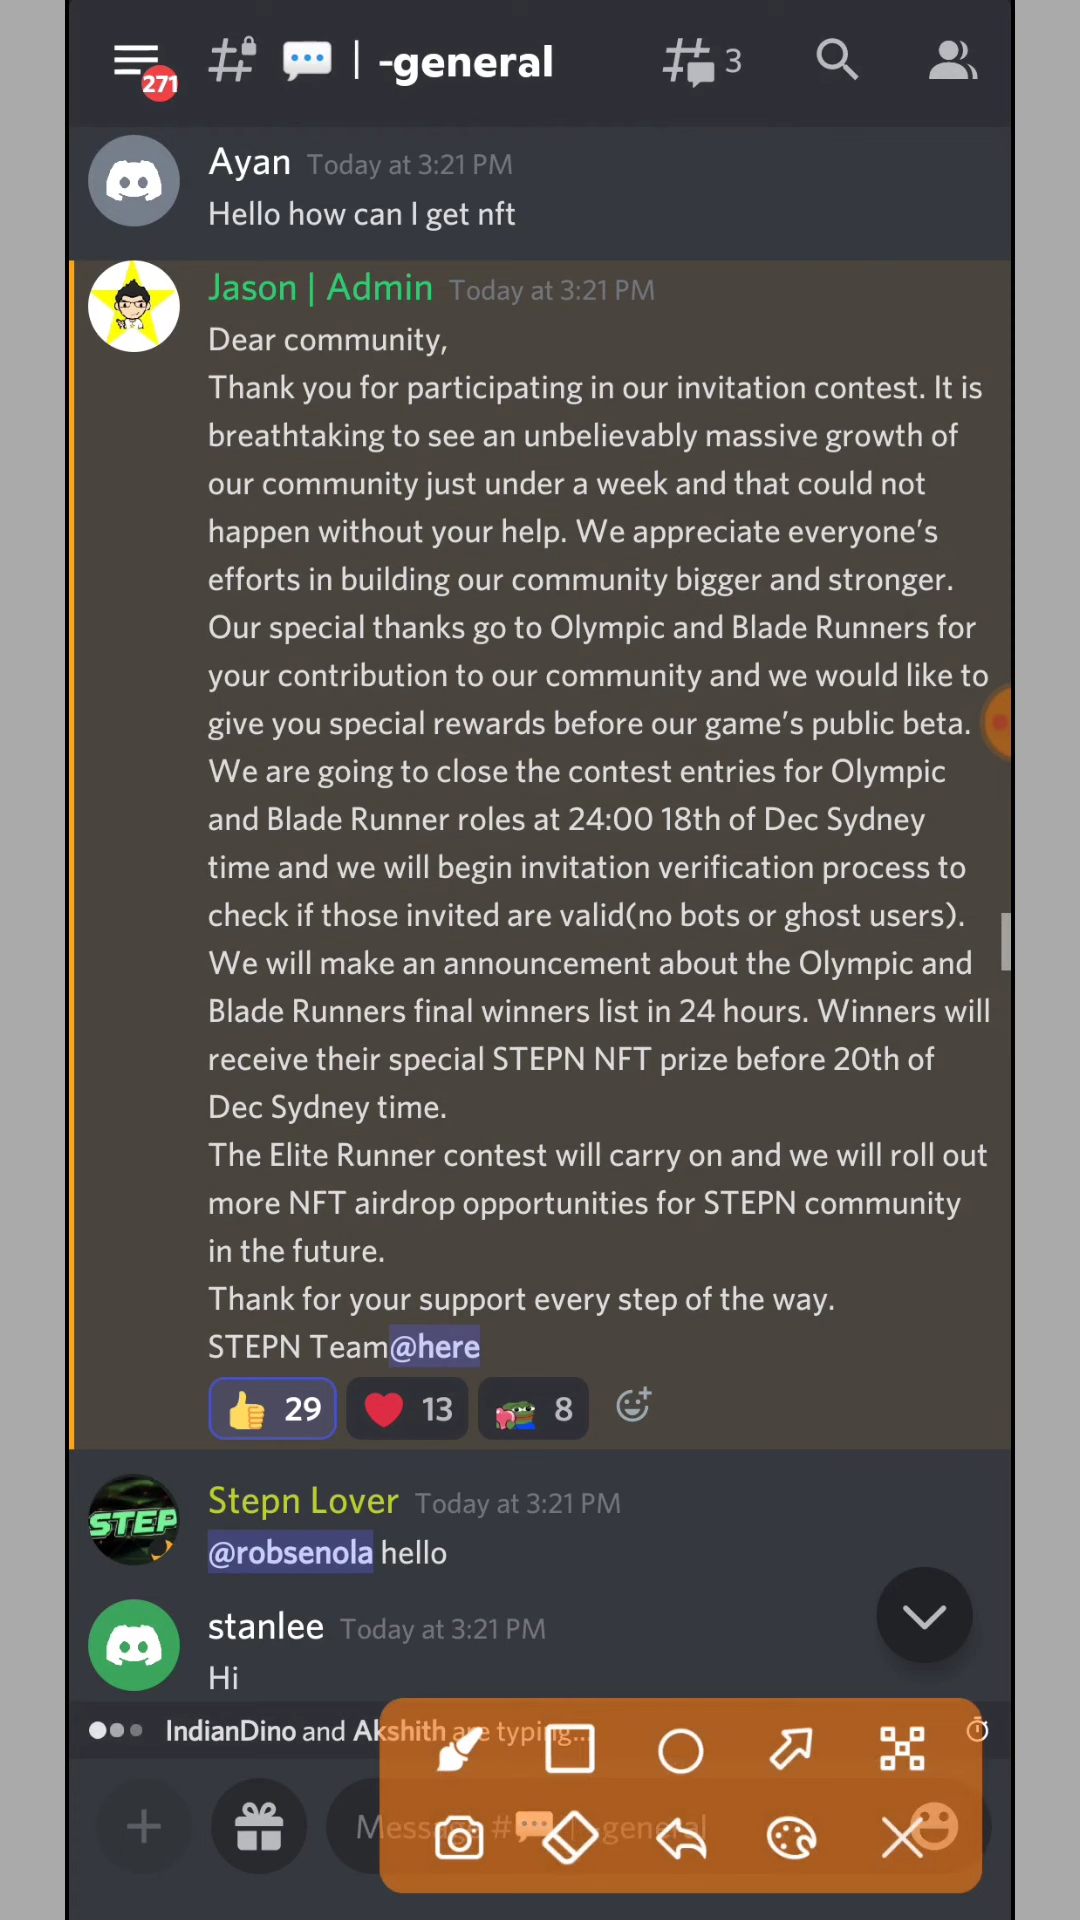 271
| -general
3
Ayan Today at 3:21 PM
Hello how can I get nft
Jason | Admin Today at 3:21 PM
Dear community,
Thank you for participating in our invitation contest. It is
breathtaking to see an unbelievably massive growth of
our community just under a week and that could not
happen without your help. We appreciate everyone’s
efforts in building our community bigger and stronger.
Our special thanks go to Olympic and Blade Runners for
your contribution to our community and we would like to
give you special rewards before our game’s public beta.
We are going to close the contest entries for Olympic
and Blade Runner roles at 24:00 18th of Dec Sydney
time and we will begin invitation verification process to
check if those invited are valid(no bots or ghost users).
We will make an announcement about the Olympic and
Blade Runners final winners list in 24 hours. Winners will
receive their special STEPN NFT prize before 20th of
Dec Sydney time.
The Elite Runner contest will carry on and we will roll out
more NFT airdrop opportunities for STEPN community
in the future.
Thank for your support every step of the way.
STEPN Team@here
29 13 8
STEP
Stepn Lover Today at 3:21 PM
@robsenola hello
stanlee Today at 3:21 PM
Hi
IndianDino and Akshith are typing...
Message # | -general